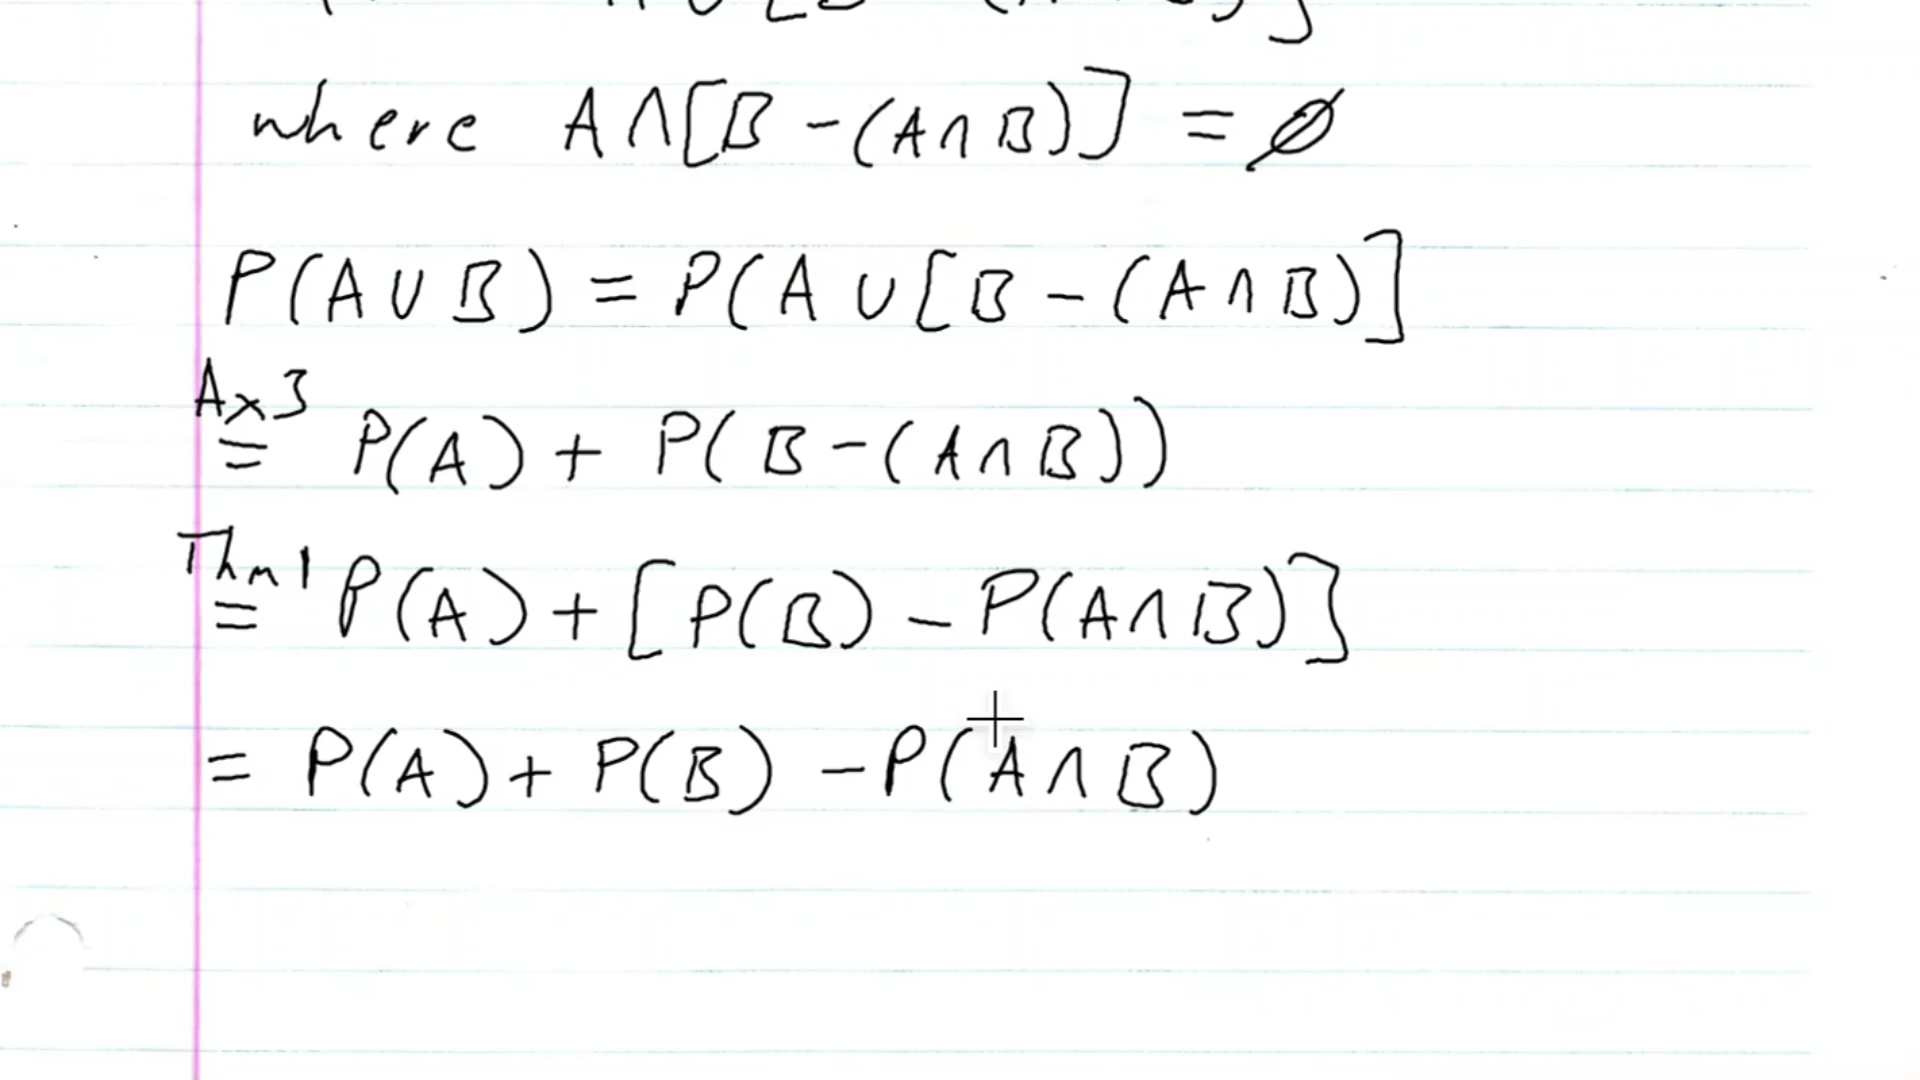 where A∩[B-(A∩B)] = ∅
P(A∪B) = P(A∪[B-(A∩B)]
Ax3
= P(A) + P(B-(A∩B))
Thm1
= P(A) + [P(B) - P(A∩B)]
= P(A) + P(B) - P(A∩B)